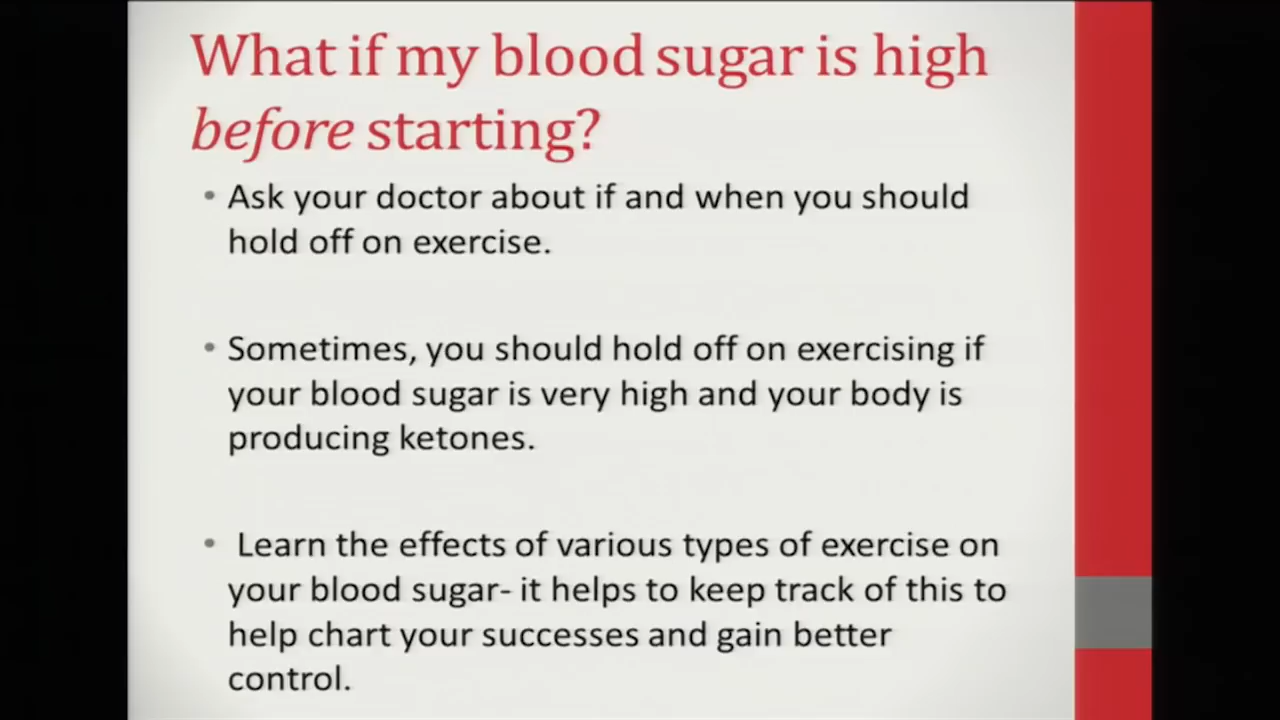 What if my blood sugar is high
before starting?
• Ask your doctor about if and when you should
hold off on exercise.
• Sometimes, you should hold off on exercising if
your blood sugar is very high and your body is
producing ketones.
• Learn the effects of various types of exercise on
your blood sugar- it helps to keep track of this to
help chart your successes and gain better
control.